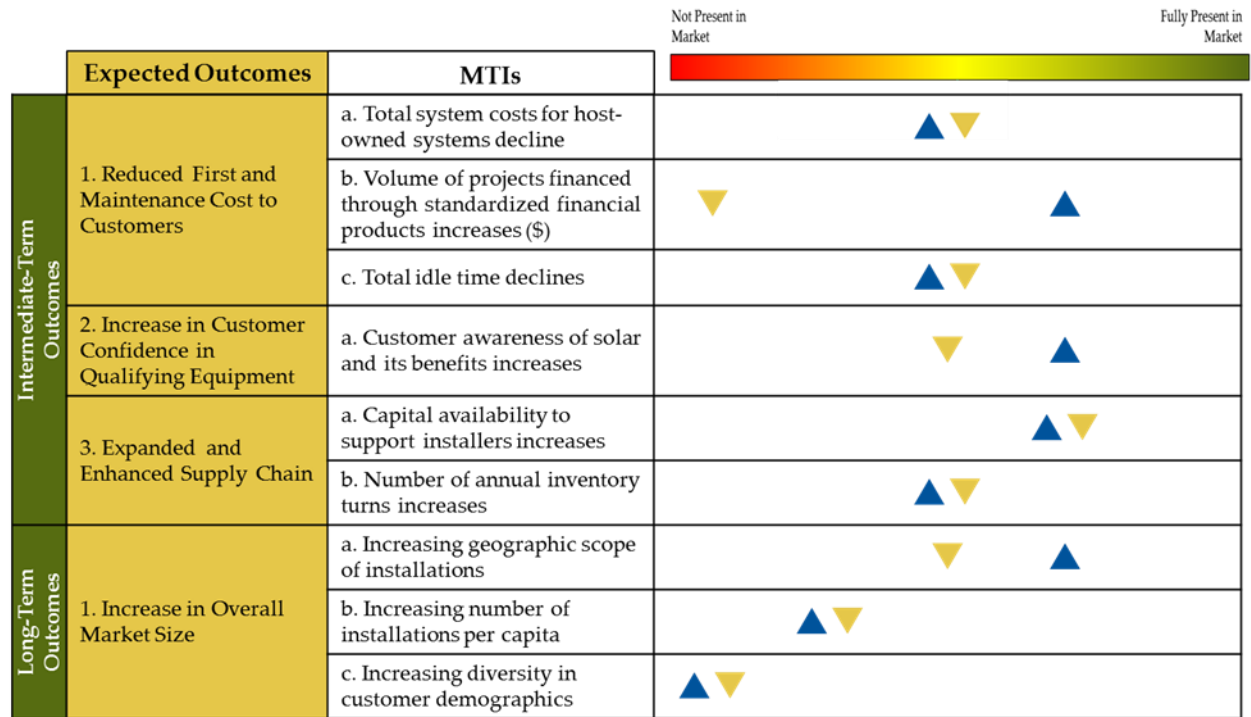 Not Present in
Market
Fully Present in
Market
Expected Outcomes
MTIs
Intermediate-Term
Outcomes
1. Reduced First and
Maintenance Cost to
Customers
a. Total system costs for host-
owned systems decline
b. Volume of projects financed
through standardized financial
products increases ($)
c. Total idle time declines
2. Increase in Customer
Confidence in
Qualifying Equipment
a. Customer awareness of solar
and its benefits increases
3. Expanded and
Enhanced Supply Chain
a. Capital availability to
support installers increases
b. Number of annual inventory
turns increases
Long-Term
Outcomes
1. Increase in Overall
Market Size
a. Increasing geographic scope
of installations
b. Increasing number of
installations per capita
c. Increasing diversity in
customer demographics